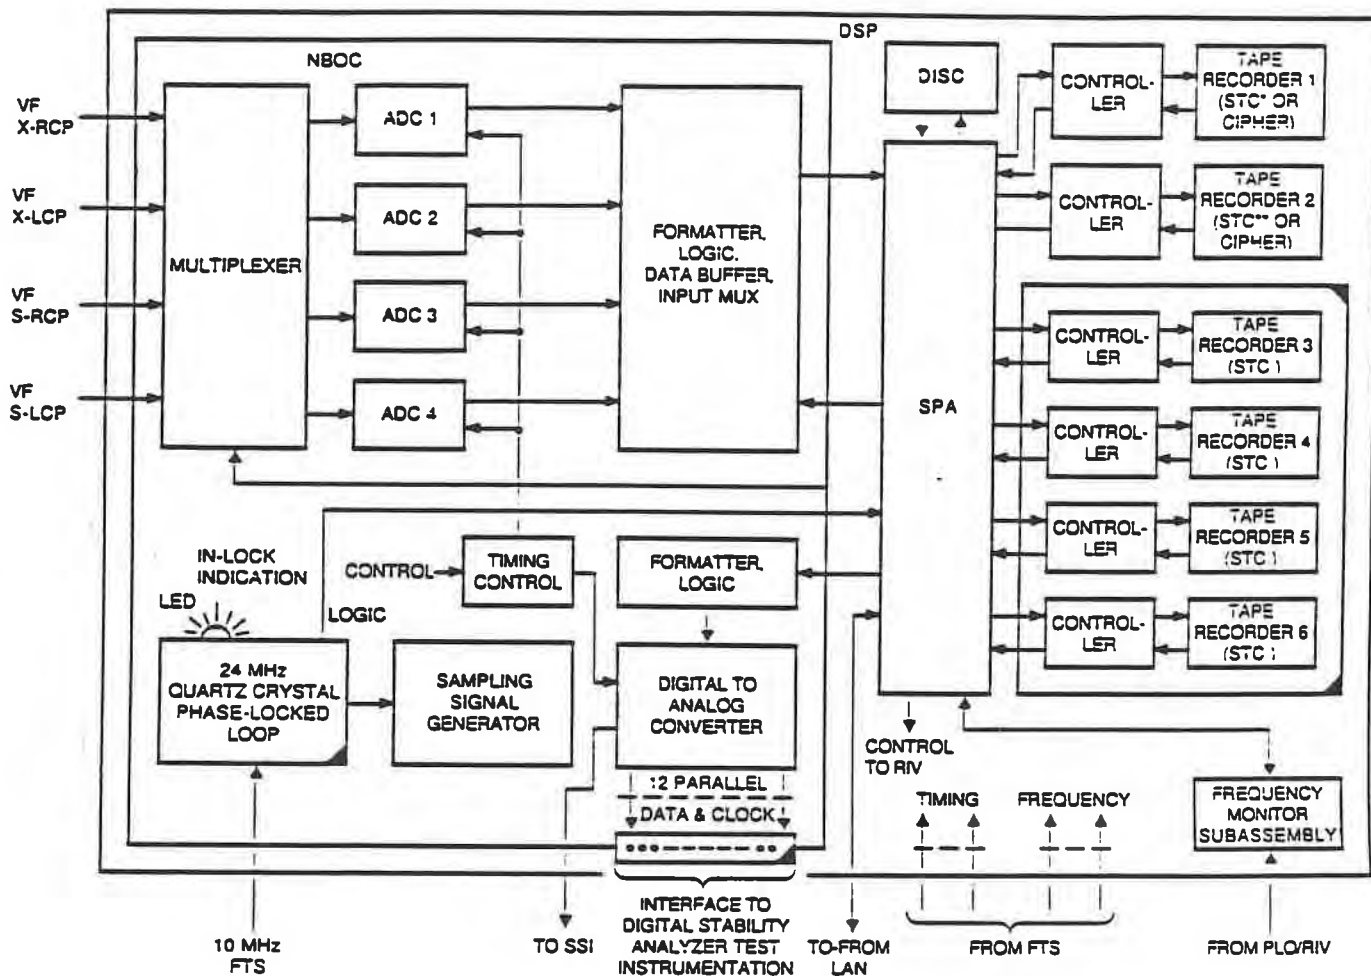 DSP
NBOC
VF
X-RCP
VF
X-LCP
VF
S-RCP
VF
S-LCP
MULTIPLEXER
ADC 1
ADC 2
ADC 3
ADC 4
FORMATTER,
LOGIC,
DATA BUFFER,
INPUT MUX
DISC
SPA
CONTROL-
LER
TAPE
RECORDER 1
(STC* OR
CIPHER)
CONTROL-
LER
TAPE
RECORDER 2
(STC** OR
CIPHER)
CONTROL-
LER
TAPE
RECORDER 3
(STC )
CONTROL-
LER
TAPE
RECORDER 4
(STC )
CONTROL-
LER
TAPE
RECORDER 5
(STC )
CONTROL-
LER
TAPE
RECORDER 6
(STC )
IN-LOCK
INDICATION
LED
LOGIC
CONTROL
TIMING
CONTROL
FORMATTER,
LOGIC
24 MHz
QUARTZ CRYSTAL
PHASE-LOCKED
LOOP
SAMPLING
SIGNAL
GENERATOR
DIGITAL TO
ANALOG
CONVERTER
12 PARALLEL
DATA & CLOCK
CONTROL
TO RIV
TIMING
FREQUENCY
FREQUENCY
MONITOR
SUBASSEMBLY
10 MHz
FTS
TO SSI
INTERFACE TO
DIGITAL STABILITY
ANALYZER TEST
INSTRUMENTATION
TO-FROM
LAN
FROM FTS
FROM PLO/RIV